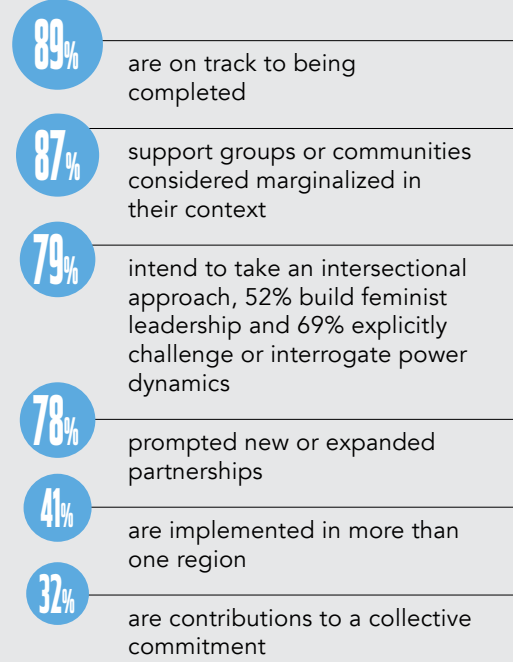 89%
are on track to being
completed
87%
support groups or communities
considered marginalized in
their context
79%
intend to take an intersectional
approach, 52% build feminist
leadership and 69% explicitly
challenge or interrogate power
dynamics
78%
prompted new or expanded
partnerships
41%
are implemented in more than
one region
32%
are contributions to a collective
commitment